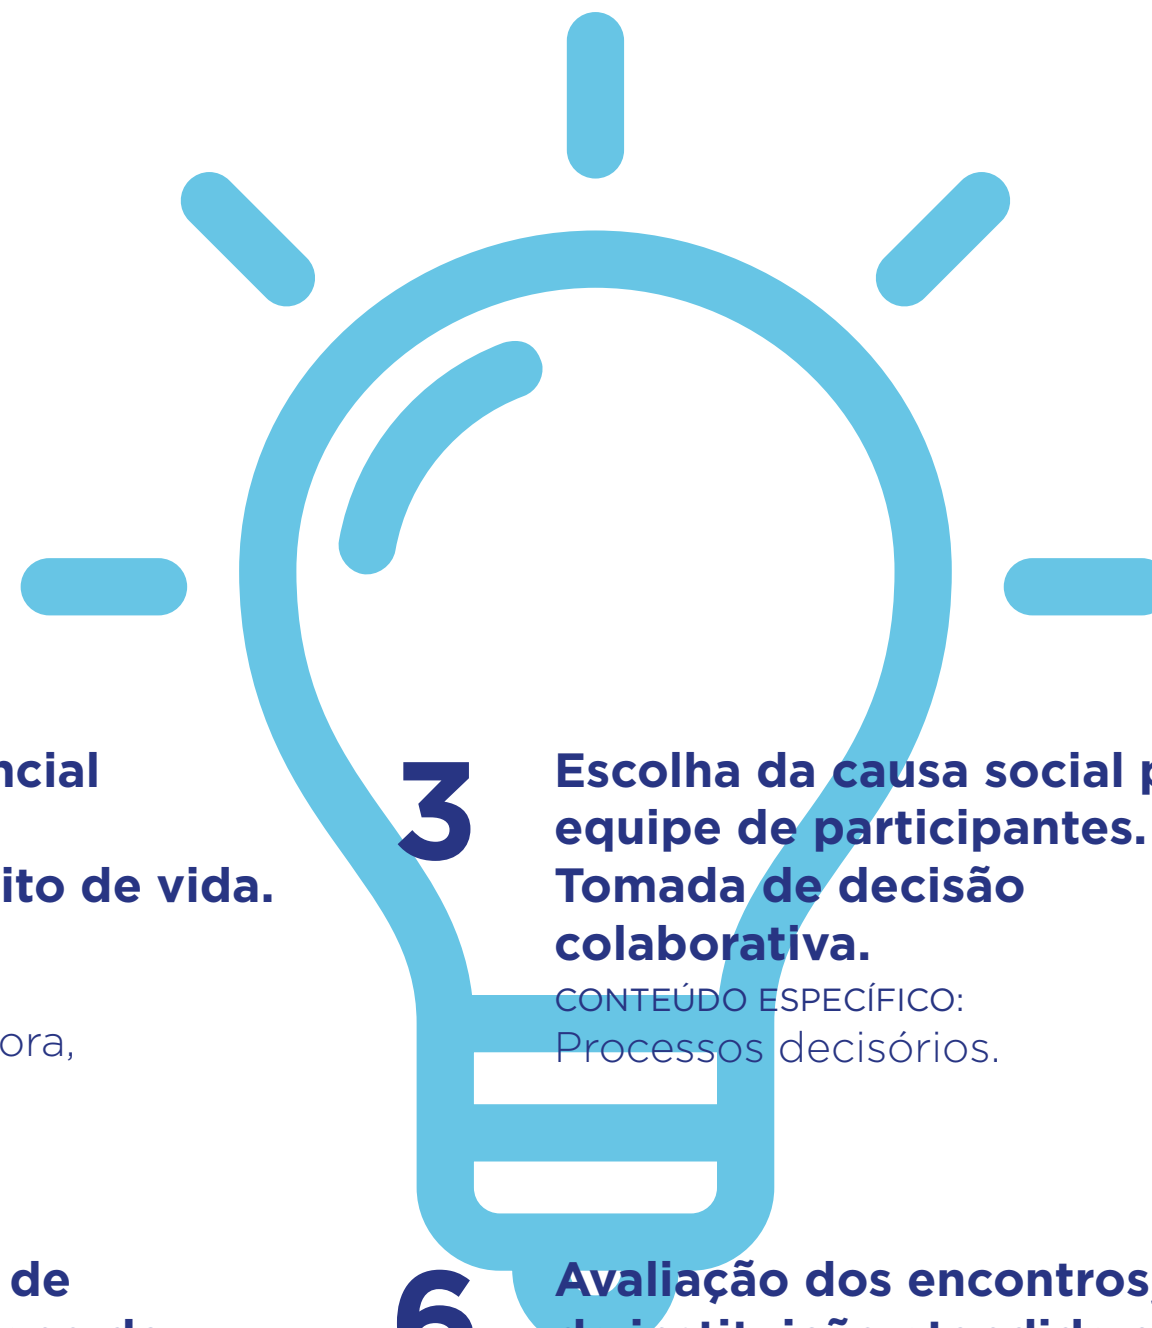 ncial
ito de vida.
ora,
3
Escolha da causa social
equipe de participantes.
Tomada de decisão
colaborativa.
CONTEÚDO ESPECÍFICO:
Processos decisórios.
de
6
Avaliação dos encontros,